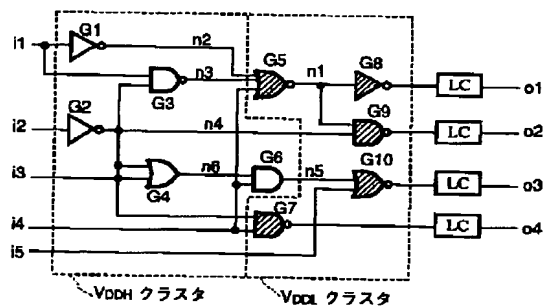 G1
i1
n2
G5
G8
LC
o1
n1
n3
G3
G9
G2
i2
n4
LC
o2
G6
G10
i3
n6
n5
LC
o3
G4
G7
i4
LC
o4
i5
VDDH クラスタ
VDDL クラスタ